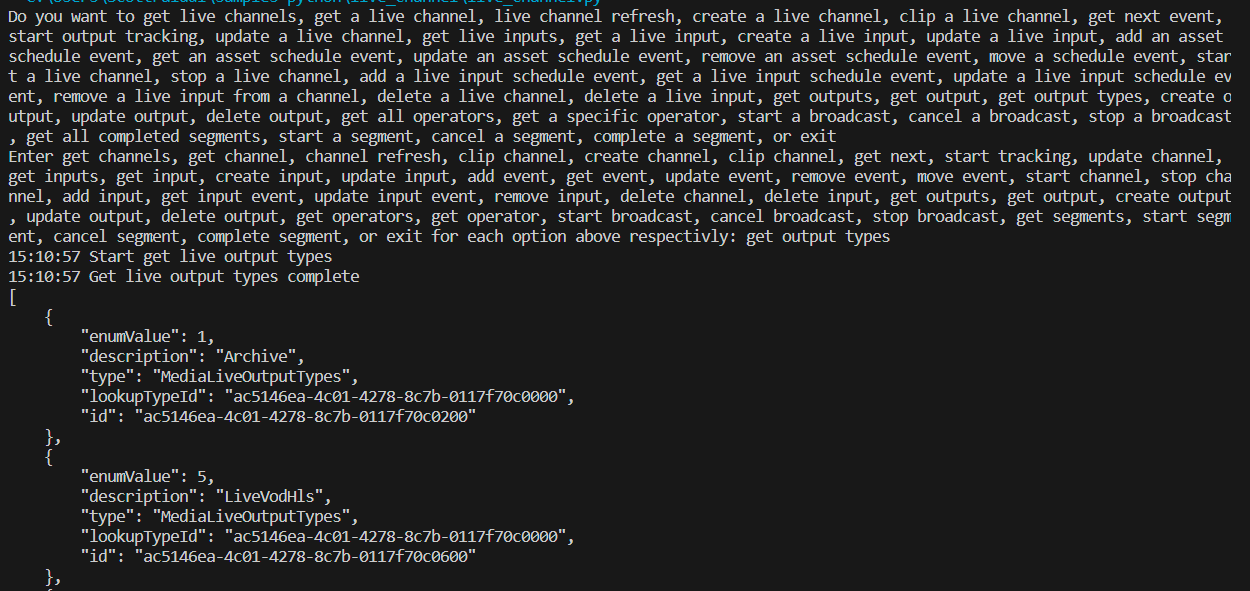 Do you want to get live channels, get a live channel, live channel refresh, create a live channel, clip a live channel, get next event,
start output tracking, update a live channel, get live inputs, get a live input, create a live input, update a live input, add an asset
schedule event, get an asset schedule event, update an asset schedule event, remove an asset schedule event, move a schedule event, star
t a live channel, stop a live channel, add a live input schedule event, get a live input schedule event, update a live input schedule ev
ent, remove a live input from a channel, delete a live channel, delete a live input, get outputs, get output, get output types, create o
utput, update output, delete output, get all operators, get a specific operator, start a broadcast, cancel a broadcast, stop a broadcast
, get all completed segments, start a segment, cancel a segment, complete a segment, or exit
Enter get channels, get channel, channel refresh, clip channel, create channel, clip channel, get next, start tracking, update channel,
get inputs, get input, create input, update input, add event, get event, update event, remove event, move event, start channel, stop cha
nnel, add input, get input event, update input event, remove input, delete channel, delete input, get outputs, get output, create output
, update output, delete output, get operators, get operator, start broadcast, cancel broadcast, stop broadcast, get segments, start segm
ent, cancel segment, complete segment, or exit for each option above respectivly: get output types
15:10:57 Start get live output types
15:10:57 Get live output types complete
[
{
"enumValue": 1,
"description": "Archive",
"type": "MediaLiveOutputTypes",
"lookupTypeId": "ac5146ea-4c01-4278-8c7b-0117f70c0000",
"id": "ac5146ea-4c01-4278-8c7b-0117f70c0200"
},
{
"enumValue": 5,
"description": "LiveVodHls",
"type": "MediaLiveOutputTypes",
"lookupTypeId": "ac5146ea-4c01-4278-8c7b-0117f70c0000",
"id": "ac5146ea-4c01-4278-8c7b-0117f70c0600"
},